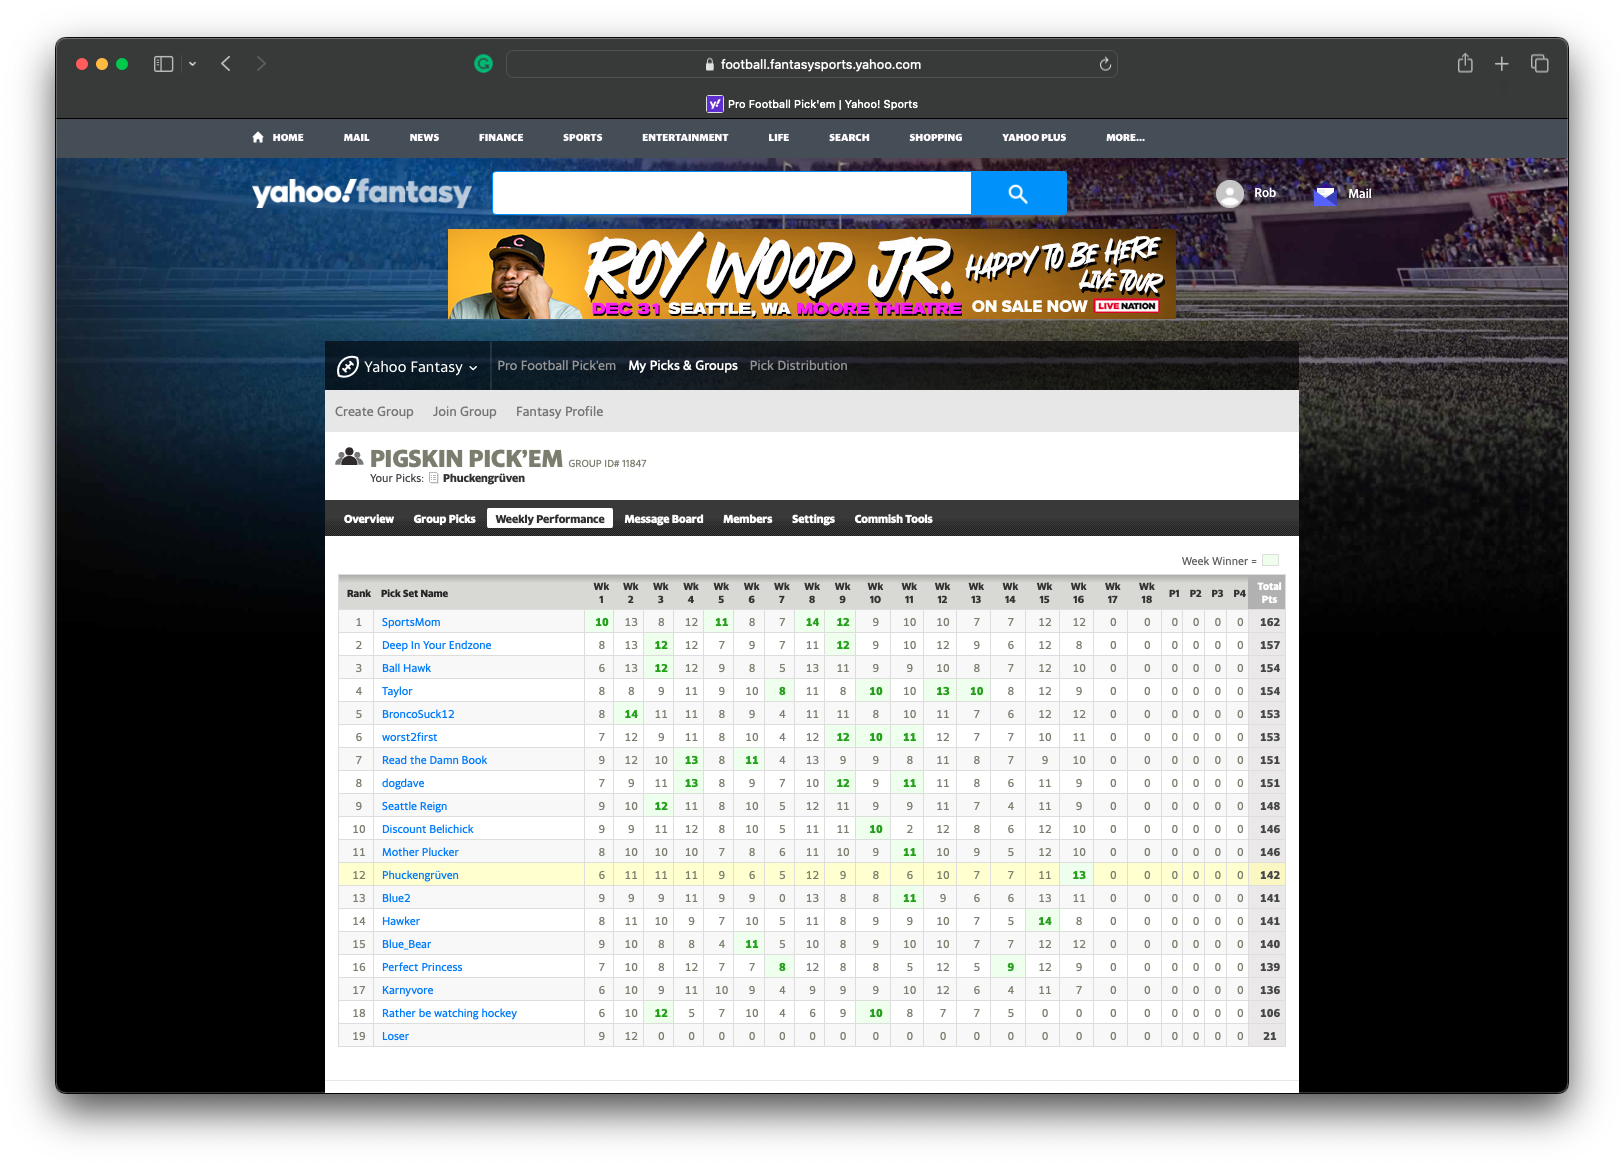 football.fantasysports.yahoo.com
y! Pro Football Pick'em | Yahoo! Sports
HOME MAIL NEWS FINANCE SPORTS ENTERTAINMENT LIFE SEARCH SHOPPING YAHOO PLUS MORE...
yahoo!fantasy Rob Mail
C
ROY WOOD JR. HAPPY TO BE HERE
LIVE TOUR
DEC 31 SEATTLE, WA MOORE THEATRE ON SALE NOW LIVE NATION
Yahoo Fantasy Pro Football Pick'em My Picks & Groups Pick Distribution
Create Group Join Group Fantasy Profile
PIGSKIN PICK'EM GROUP ID# 11847
Your Picks: Phuckengrüven
Overview Group Picks Weekly Performance Message Board Members Settings Commish Tools
Week Winner =
Rank Pick Set Name Wk 1 Wk 2 Wk 3 Wk 4 Wk 5 Wk 6 Wk 7 Wk 8 Wk 9 Wk 10 Wk 11 Wk 12 Wk 13 Wk 14 Wk 15 Wk 16 Wk 17 Wk 18 P1 P2 P3 P4 Total Pts
1 SportsMom 10 13 8 12 11 8 7 14 12 9 10 10 7 7 12 12 0 0 0 0 0 0 162
2 Deep In Your Endzone 8 13 12 12 7 9 7 11 12 9 10 12 9 6 12 8 0 0 0 0 0 0 157
3 Ball Hawk 6 13 12 12 9 8 5 13 11 9 9 10 8 7 12 10 0 0 0 0 0 0 154
4 Taylor 8 8 9 11 9 10 8 11 8 10 10 13 10 8 12 9 0 0 0 0 0 0 154
5 BroncoSuck12 8 14 11 11 8 9 4 11 11 8 10 11 7 6 12 12 0 0 0 0 0 0 153
6 worst2first 7 12 9 11 8 10 4 12 12 10 11 12 7 7 10 11 0 0 0 0 0 0 153
7 Read the Damn Book 9 12 10 13 8 11 4 13 9 9 8 11 8 7 9 10 0 0 0 0 0 0 151
8 dogdave 7 9 11 13 8 9 7 10 12 9 11 11 8 6 11 9 0 0 0 0 0 0 151
9 Seattle Reign 9 10 12 11 8 10 5 12 11 9 9 11 7 4 11 9 0 0 0 0 0 0 148
10 Discount Belichick 9 9 11 12 8 10 5 11 11 10 2 12 8 6 12 10 0 0 0 0 0 0 146
11 Mother Plucker 8 10 10 10 7 8 6 11 10 9 11 10 9 5 12 10 0 0 0 0 0 0 146
12 Phuckengrüven 6 11 11 11 9 6 5 12 9 8 6 10 7 7 11 13 0 0 0 0 0 0 142
13 Blue2 9 9 9 11 9 9 0 13 8 8 11 9 6 6 13 11 0 0 0 0 0 0 141
14 Hawker 8 11 10 9 7 10 5 11 8 9 9 10 7 5 14 8 0 0 0 0 0 0 141
15 Blue_Bear 9 10 8 8 4 11 5 10 8 9 10 10 7 7 12 12 0 0 0 0 0 0 140
16 Perfect Princess 7 10 8 12 7 7 8 12 8 8 5 12 5 9 12 9 0 0 0 0 0 0 139
17 Karnyvore 6 10 9 11 10 9 4 9 9 9 10 12 6 4 11 7 0 0 0 0 0 0 136
18 Rather be watching hockey 6 10 12 5 7 10 4 6 9 10 8 7 7 5 0 0 0 0 0 0 0 0 106
19 Loser 9 12 0 0 0 0 0 0 0 0 0 0 0 0 0 0 0 0 0 0 0 0 21